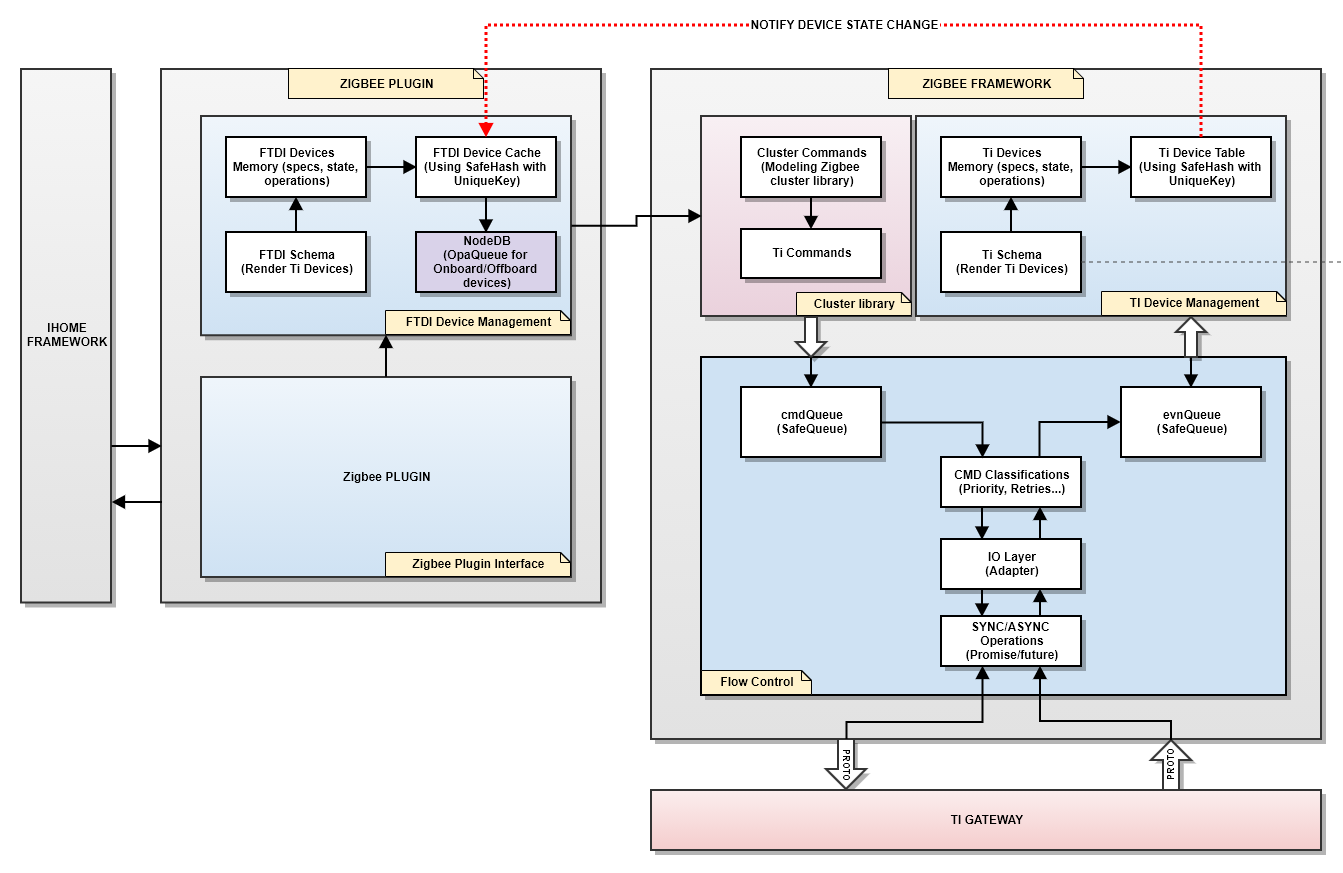 NOTIFY DEVICE STATE CHANGE
IHOME
FRAMEWORK
ZIGBEE PLUGIN
FTDI Devices
Memory (specs, state,
operations)
FTDI Device Cache
(Using SafeHash with
UniqueKey)
FTDI Schema
(Render Ti Devices)
NodeDB
(OpaQueue for
Onboard/Offboard
devices)
FTDI Device Management
Zigbee PLUGIN
Zigbee Plugin Interface
ZIGBEE FRAMEWORK
Cluster Commands
(Modeling Zigbee
cluster library)
Ti Commands
Cluster library
Ti Devices
Memory (specs, state,
operations)
Ti Device Table
(Using SafeHash with
UniqueKey)
Ti Schema
(Render Ti Devices)
TI Device Management
cmdQueue
(SafeQueue)
evnQueue
(SafeQueue)
CMD Classifications
(Priority, Retries...)
IO Layer
(Adapter)
SYNC/ASYNC
Operations
(Promise/future)
Flow Control
PROTO
PROTO
TI GATEWAY